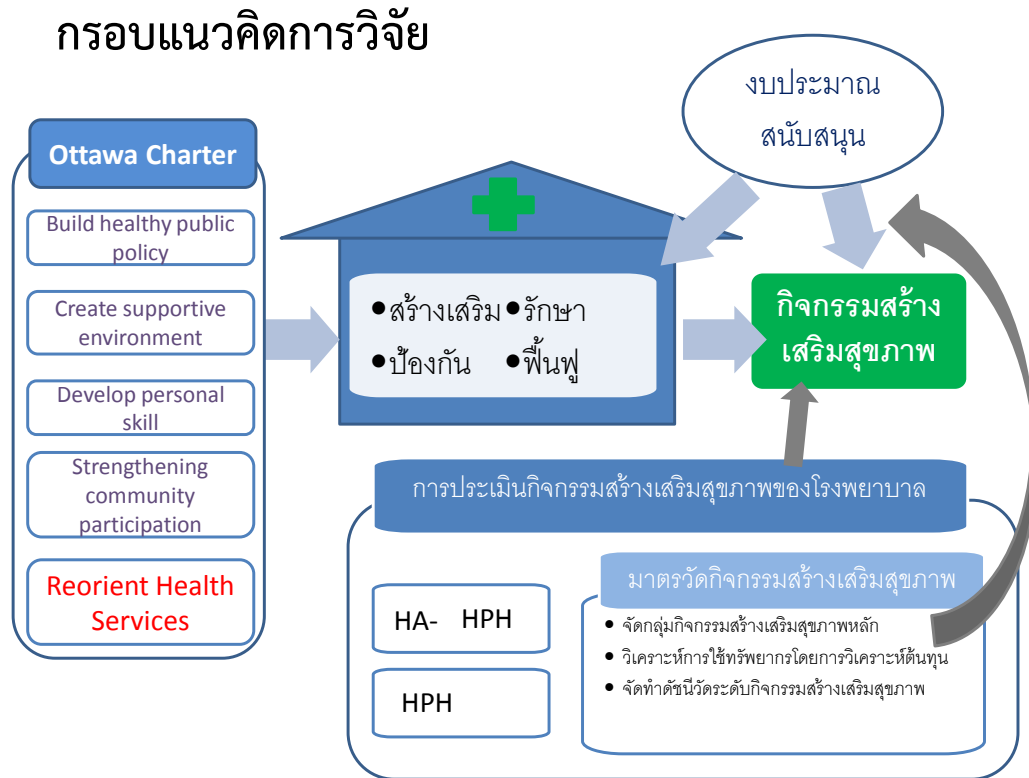 กรอบแนวคิดการวิจัย
งบประมาณ
สนับสนุน
Ottawa Charter
Build healthy public
policy
Create supportive
environment
Develop personal
skill
Strengthening
community
participation
Reorient Health
Services
●สร้างเสริม●รักษา
●ป้องกัน ●ฟื้นฟู
กิจกรรมสร้าง
เสริมสุขภาพ
การประเมินกิจกรรมสร้างเสริมสุขภาพของโรงพยาบาล
HA- HPH
HPH
มาตรวัดกิจกรรมสร้างเสริมสุขภาพ
• จัดกลุ่มกิจกรรมสร้างเสริมสุขภาพหลัก
• วิเคราะห์การใช้ทรัพยากรโดยการวิเคราะห์ต้นทุน
• จัดทำดัชนีวัดระดับกิจกรรมสร้างเสริมสุขภาพ